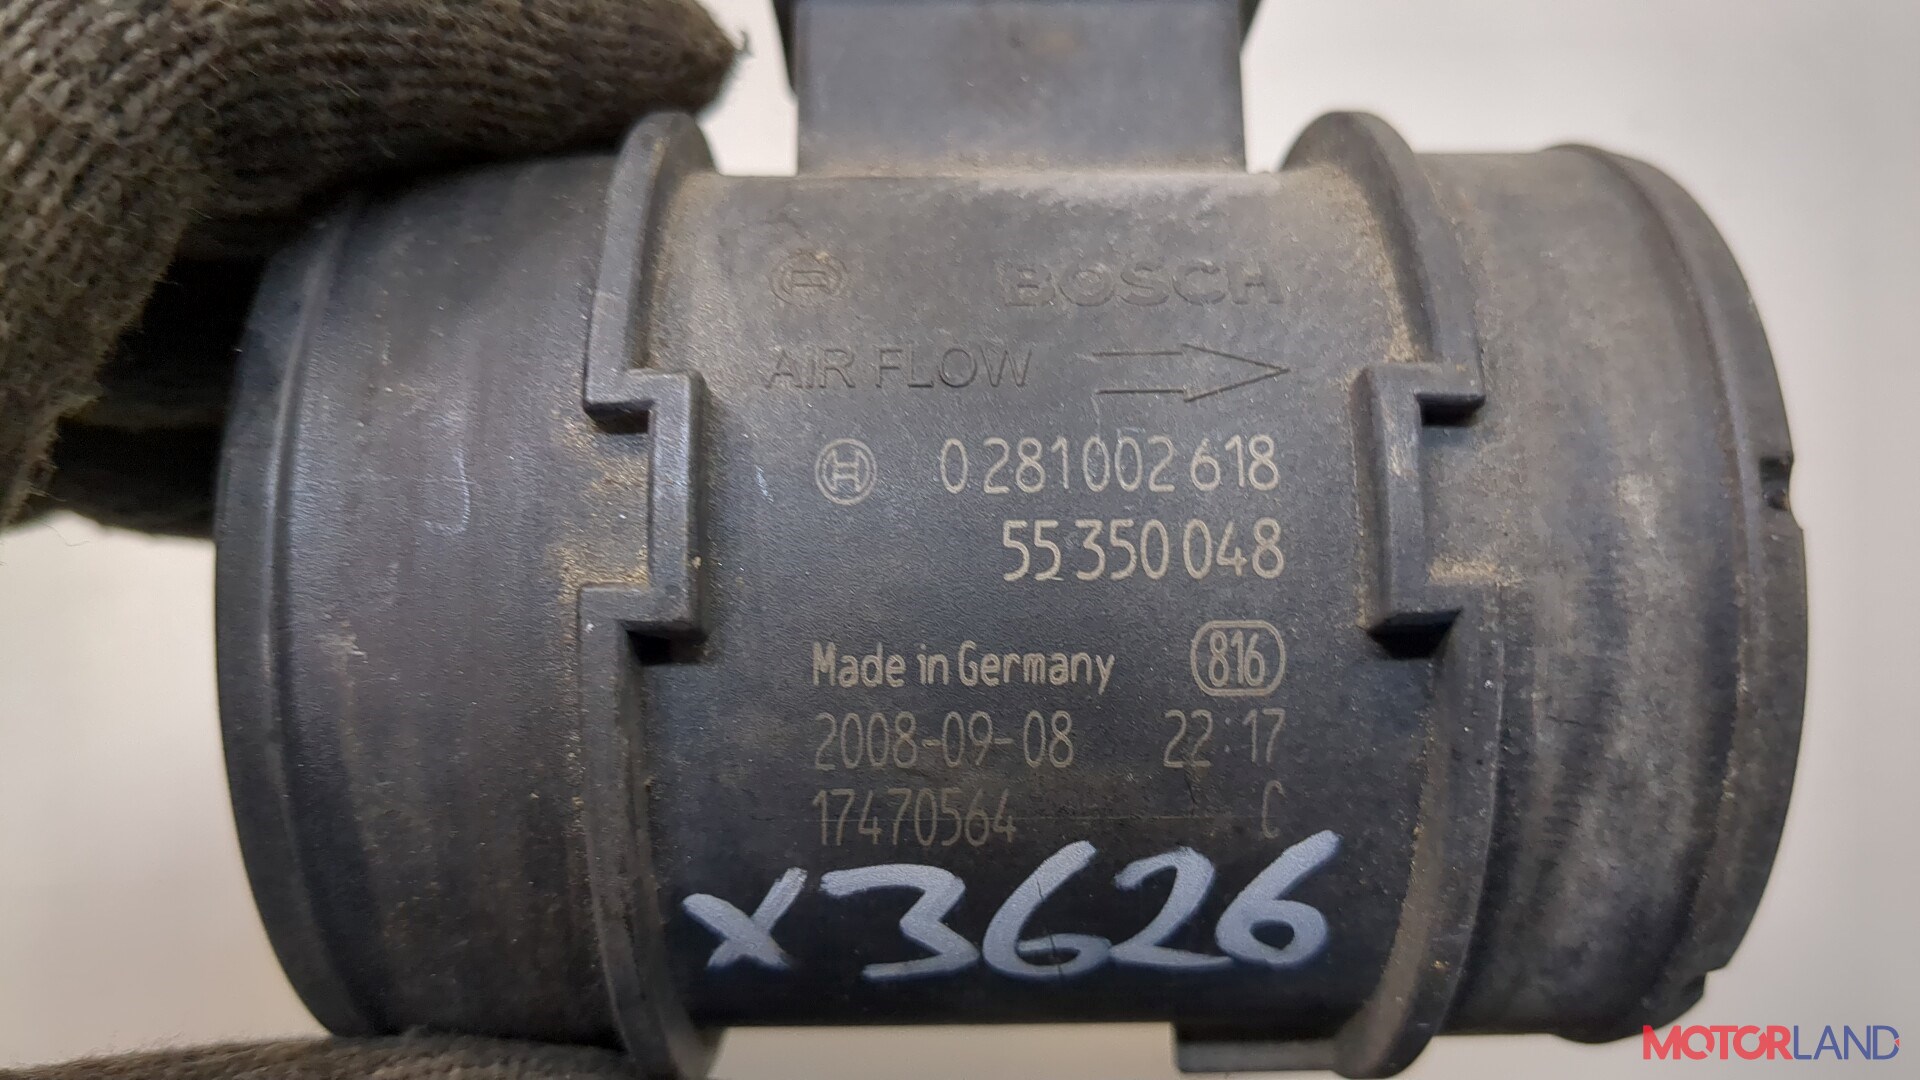 BOSCH
AIR FLOW
0 281 002 618
55 350 048
Made in Germany 816
2008-09-08 22:17
17470564 C
x3626
MOTORLAND